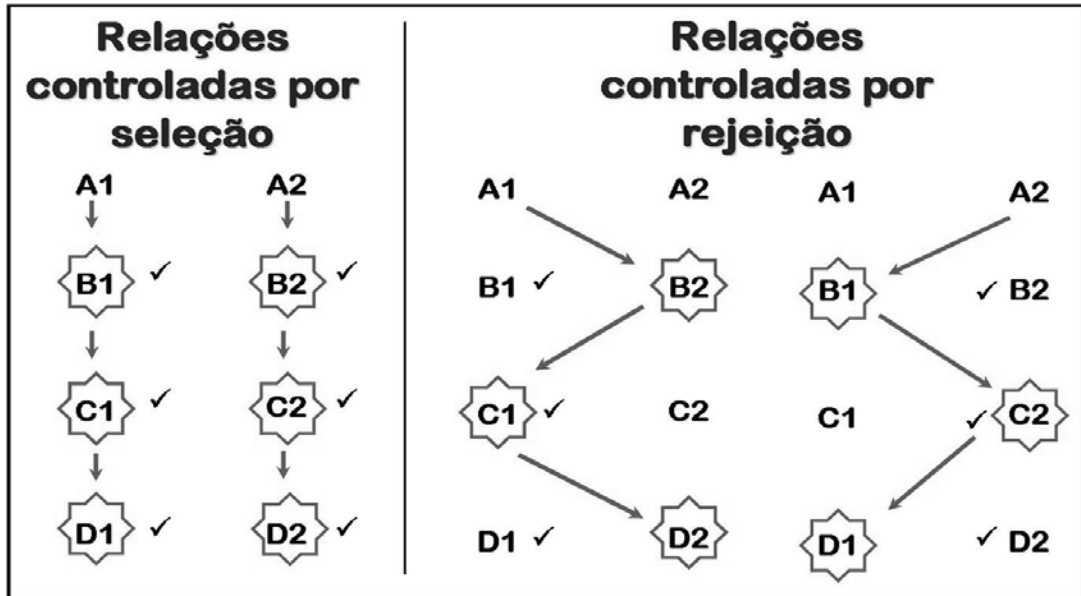 Relações
controladas por
seleção
Relações
controladas por
rejeição
A1 A2
A1 A2 A1 A2
B1 ✓ B2 ✓
B1 ✓ B2 B1 ✓ B2
C1 ✓ C2 ✓
C1 ✓ C2 C1 ✓ C2
D1 ✓ D2 ✓
D1 ✓ D2 D1 ✓ D2